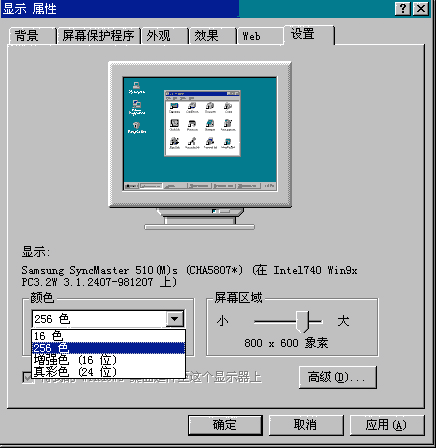 显示 属性
背景 屏幕保护程序 外观 效果 Web 设置
显示:
Samsung SyncMaster 510(M)s (CHA5807*) (在 Intel740 Win9x
PC3.2W 3.1.2407-981207 上)
颜色
屏幕区域
256 色
小 大
16 色
256 色
增强色 (16 位)
真彩色 (24 位)
800 x 600 象素
这个显示器上
高级(D)...
确定 取消 应用(A)